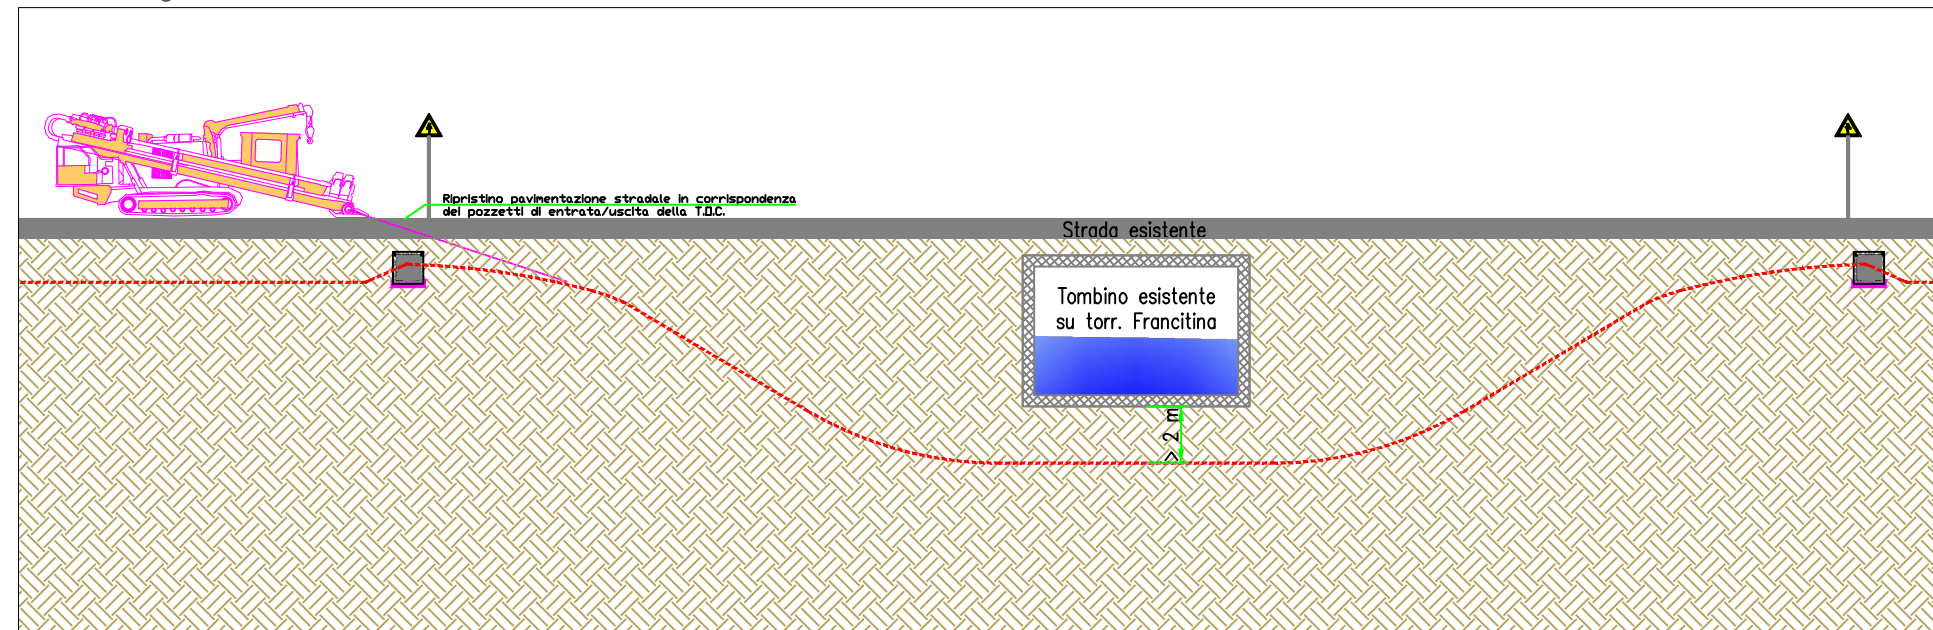 Ripristino pavimentazione stradale in corrispondenza
dei pozzetti di entrata/uscita della T.O.C.
Strada esistente
Tombino esistente
su torr. Francitina
> 2 m